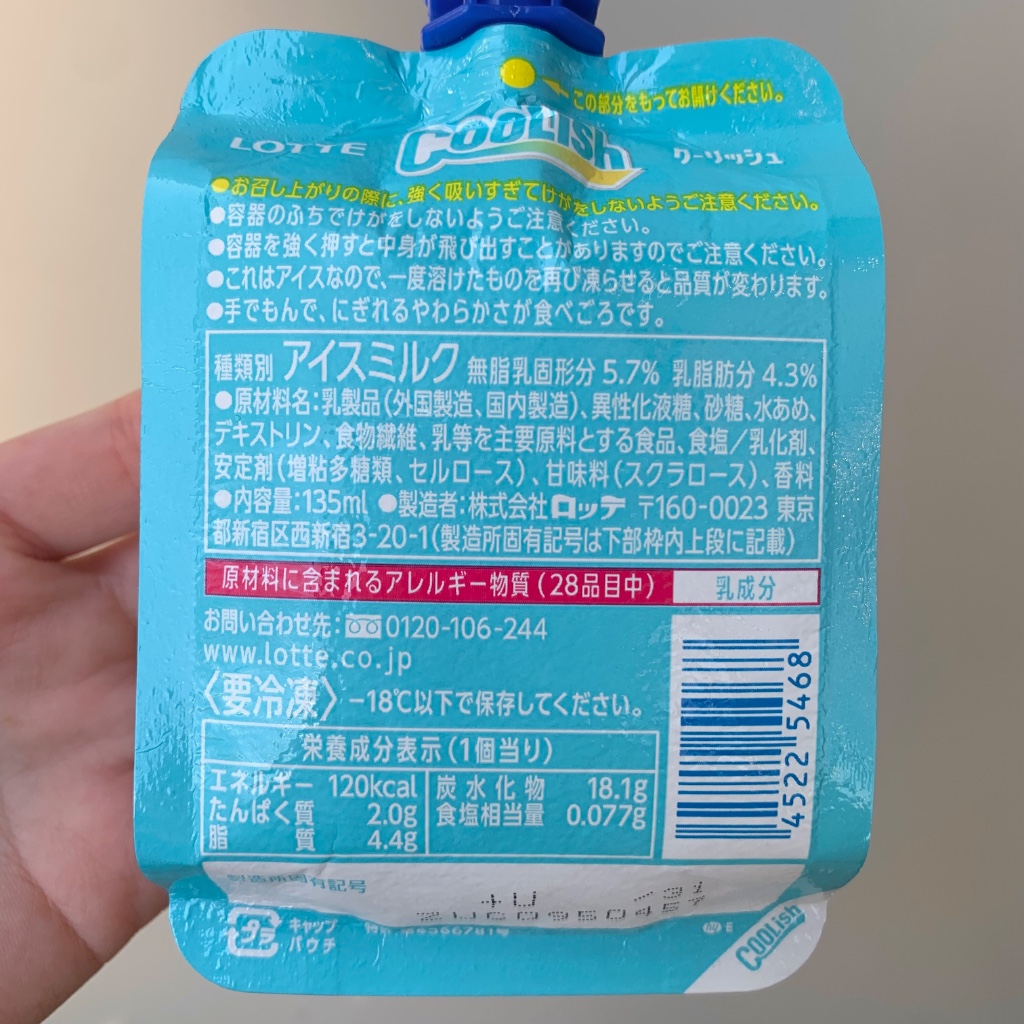 この部分をもってお開けください。
LOTTE COOLISH クーリッシュ
●お召し上がりの際に、強く吸いすぎてけがをしないようご注意ください。
●容器のふちでけがをしないようご注意ください。
●容器を強く押すと中身が飛び出すことがありますのでご注意ください。
●これはアイスなので、一度溶けたものを再び凍らせると品質が変わります。
●手でもんで、にぎれるやわらかさが食べごろです。
種類別 アイスミルク 無脂乳固形分 5.7% 乳脂肪分 4.3%
●原材料名:乳製品(外国製造、国内製造)、異性化液糖、砂糖、水あめ、
デキストリン、食物繊維、乳等を主要原料とする食品、食塩/乳化剤、
安定剤(増粘多糖類、セルロース)、甘味料(スクラロース)、香料
●内容量:135ml ●製造者:株式会社ロッテ 〒160-0023 東京
都新宿区西新宿3-20-1(製造所固有記号は下部枠内上段に記載)
原材料に含まれるアレルギー物質(28品目中) 乳成分
お問い合わせ先:0120-106-244
www.lotte.co.jp
〈要冷凍〉 -18℃以下で保存してください。
栄養成分表示(1個当り)
エネルギー 120kcal 炭水化物 18.1g
たんぱく質 2.0g 食塩相当量 0.077g
脂質 4.4g
4522 5468
製造所固有記号
プラ キャップ
パウチ
COOLISH